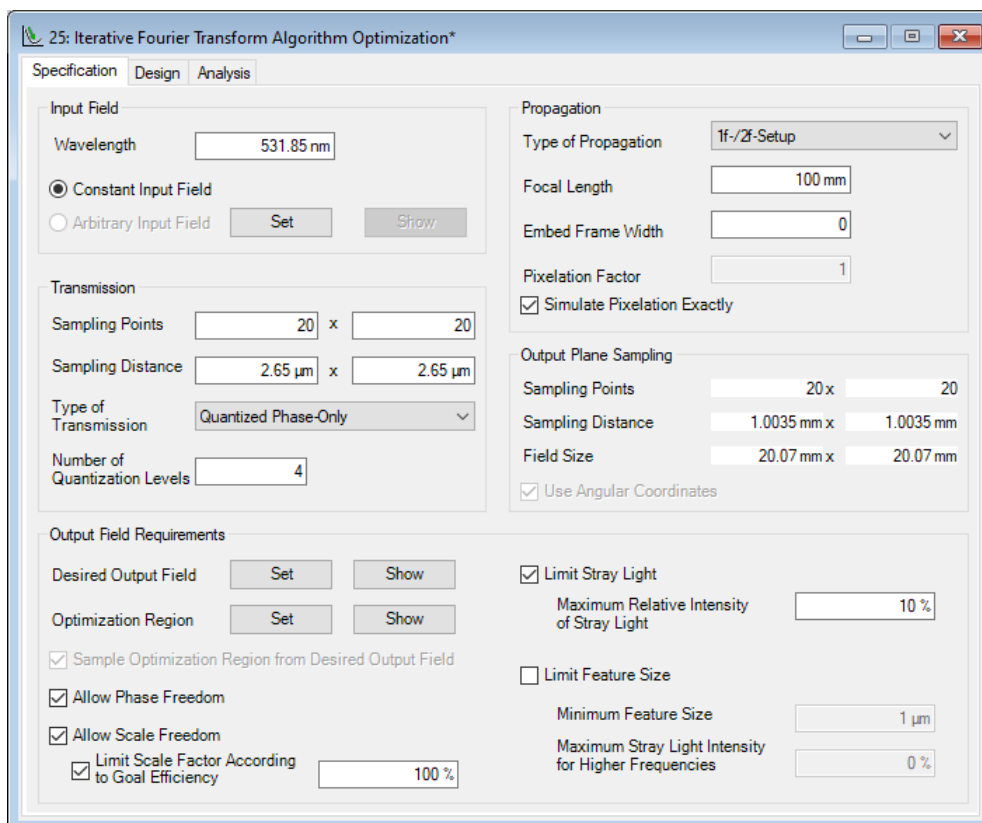 25: Iterative Fourier Transform Algorithm Optimization*
Specification Design Analysis
Input Field
Wavelength 531.85 nm
Constant Input Field
Arbitrary Input Field Set Show
Transmission
Sampling Points 20 x 20
Sampling Distance 2.65 µm x 2.65 µm
Type of
Transmission Quantized Phase-Only
Number of
Quantization Levels 4
Propagation
Type of Propagation 1f-/2f-Setup
Focal Length 100 mm
Embed Frame Width 0
Pixelation Factor 1
Simulate Pixelation Exactly
Output Plane Sampling
Sampling Points 20 x 20
Sampling Distance 1.0035 mm x 1.0035 mm
Field Size 20.07 mm x 20.07 mm
Use Angular Coordinates
Output Field Requirements
Desired Output Field Set Show
Optimization Region Set Show
Sample Optimization Region from Desired Output Field
Allow Phase Freedom
Allow Scale Freedom
Limit Scale Factor According
to Goal Efficiency 100 %
Limit Stray Light
Maximum Relative Intensity
of Stray Light 10 %
Limit Feature Size
Minimum Feature Size 1 µm
Maximum Stray Light Intensity
for Higher Frequencies 0 %